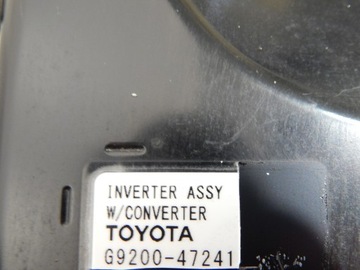 INVERTER ASSY
W/CONVERTER
TOYOTA
G9200-47241